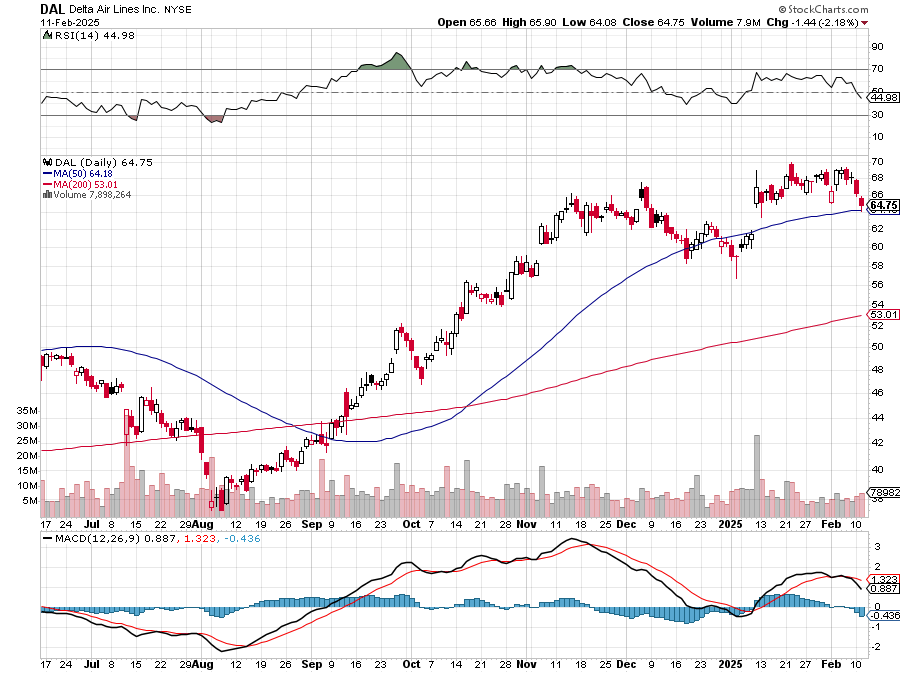 DAL Delta Air Lines Inc. NYSE © StockCharts.com
11-Feb-2025 Open 65.66 High 65.90 Low 64.08 Close 64.75 Volume 7.9M Chg -1.44 (-2.18%)
RSI(14) 44.98
90
70
50
44.98
30
10
DAL (Daily) 64.75
MA(50) 64.18
MA(200) 53.01
Volume 7,898,264
70
68
66
64.75
62
60
58
56
54
53.01
52
50
48
46
44
42
40
38
35M
30M
25M
20M
15M
10M
5M
78982
17 24 Jul 8 15 22 29 Aug 12 19 26 Sep 9 16 23 Oct 7 14 21 28 Nov 11 18 25 Dec 9 16 23 2025 13 21 27 Feb 10
MACD(12,26,9) 0.887, 1.323, -0.436
3
2
1.323
0.887
0
-0.436
-1
-2
17 24 Jul 8 15 22 29 Aug 12 19 26 Sep 9 16 23 Oct 7 14 21 28 Nov 11 18 25 Dec 9 16 23 2025 13 21 27 Feb 10